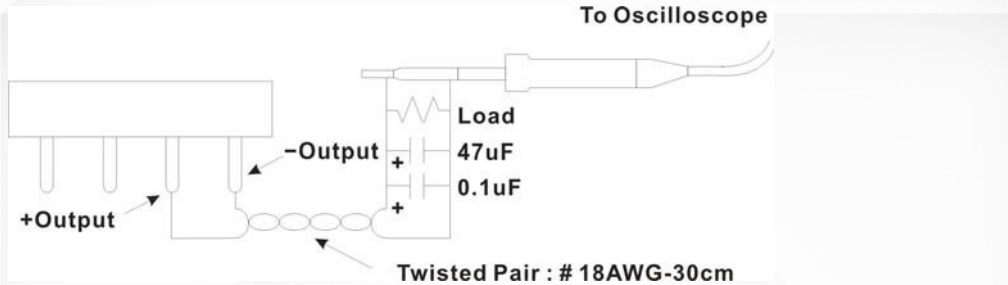 To Oscilloscope
Load
−Output
+
47uF
0.1uF
+
+Output
Twisted Pair : # 18AWG-30cm